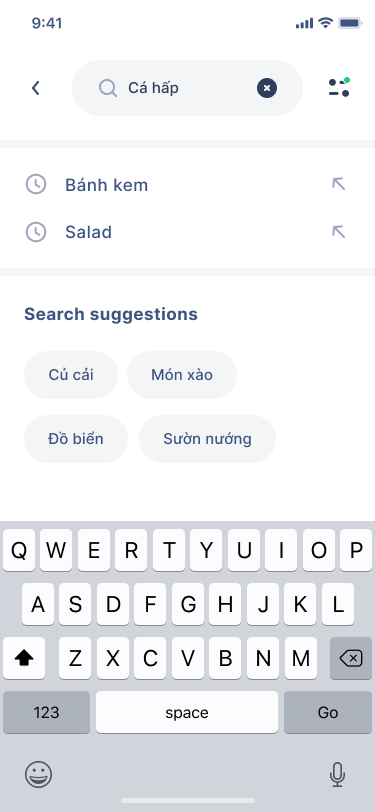 9:41
Cá hấp
Bánh kem
Salad
Search suggestions
Củ cải Món xào
Đồ biển Sườn nướng
Q W E R T Y U I O P
A S D F G H J K L
Z X C V B N M
123 space Go